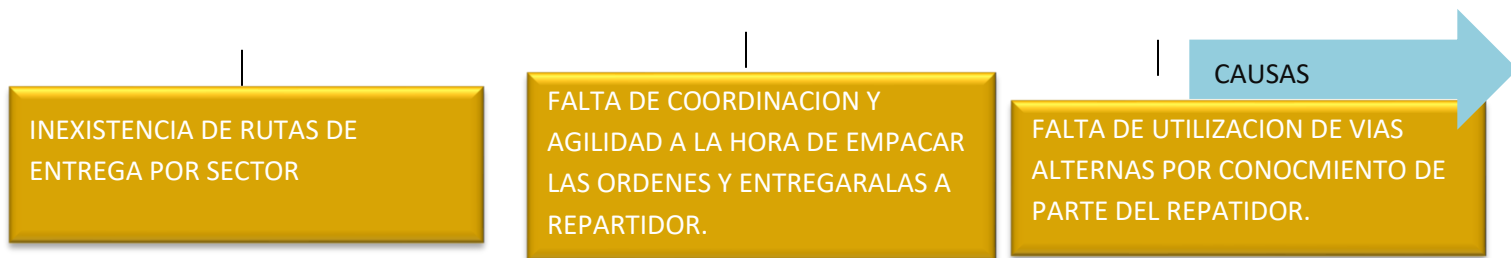 INEXISTENCIA DE RUTAS DE
ENTREGA POR SECTOR
FALTA DE COORDINACION Y
AGILIDAD A LA HORA DE EMPACAR
LAS ORDENES Y ENTREGARALAS A
REPARTIDOR.
CAUSAS
FALTA DE UTILIZACION DE VIAS
ALTERNAS POR CONOCMIENTO DE
PARTE DEL REPATIDOR.